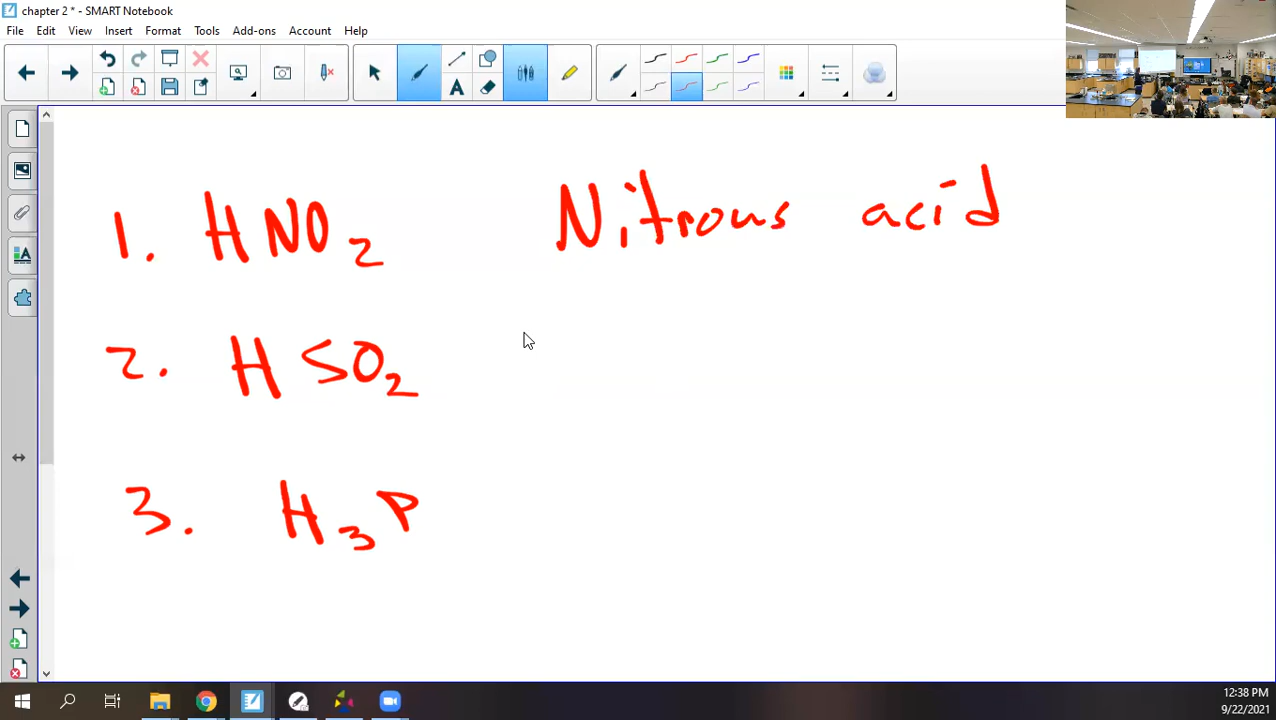 chapter 2 * - SMART Notebook
File Edit View Insert Format Tools Add-ons Account Help
1. HNO2 Nitrous acid
2. HSO2
3. H3P
12:38 PM
9/22/2021